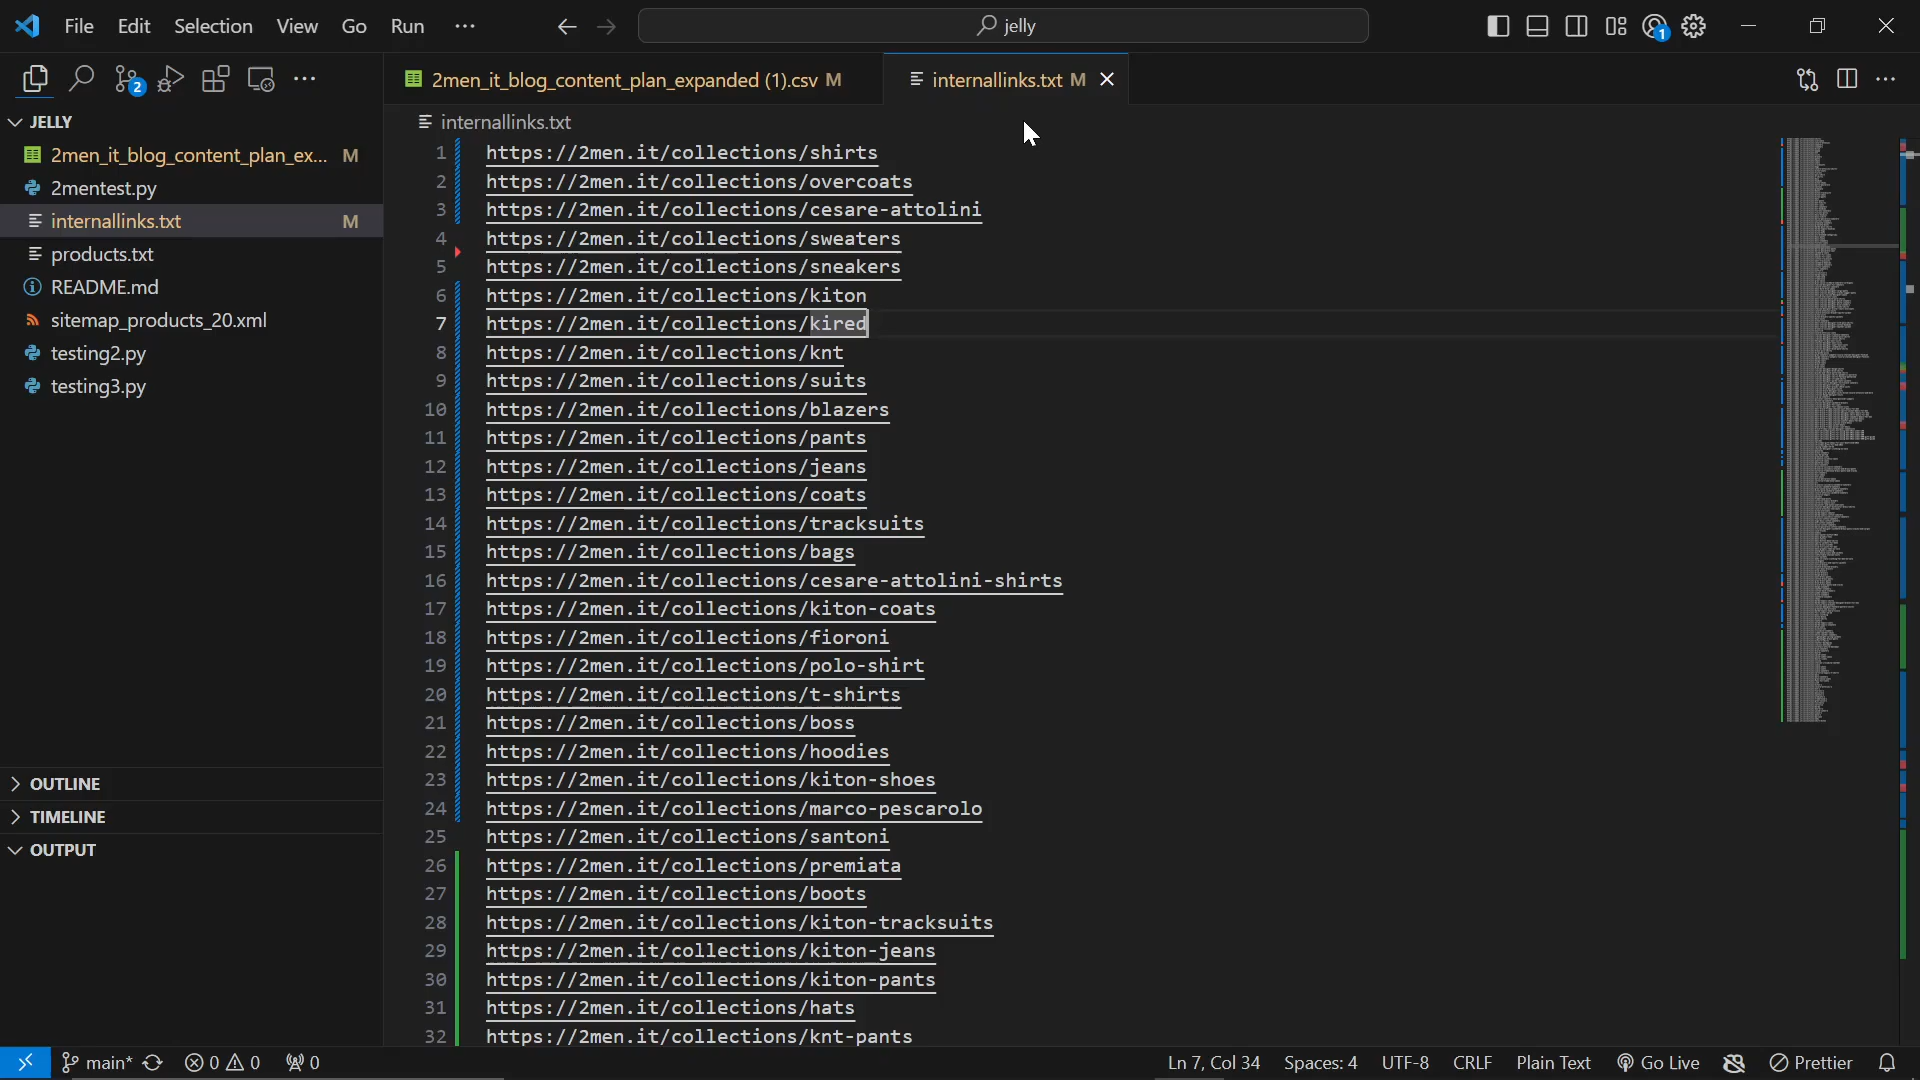 File Edit Selection View Go Run ··· jelly 1
2
2men_it_blog_content_plan_expanded (1).csv M
internallinks.txt M
JELLY
2men_it_blog_content_plan_ex... M
2mentest.py
internallinks.txt M
products.txt
README.md
sitemap_products_20.xml
testing2.py
testing3.py
OUTLINE
TIMELINE
OUTPUT
internallinks.txt
1 https://2men.it/collections/shirts
2 https://2men.it/collections/overcoats
3 https://2men.it/collections/cesare-attolini
4 https://2men.it/collections/sweaters
5 https://2men.it/collections/sneakers
6 https://2men.it/collections/kiton
7 https://2men.it/collections/kired
8 https://2men.it/collections/knt
9 https://2men.it/collections/suits
10 https://2men.it/collections/blazers
11 https://2men.it/collections/pants
12 https://2men.it/collections/jeans
13 https://2men.it/collections/coats
14 https://2men.it/collections/tracksuits
15 https://2men.it/collections/bags
16 https://2men.it/collections/cesare-attolini-shirts
17 https://2men.it/collections/kiton-coats
18 https://2men.it/collections/fioroni
19 https://2men.it/collections/polo-shirt
20 https://2men.it/collections/t-shirts
21 https://2men.it/collections/boss
22 https://2men.it/collections/hoodies
23 https://2men.it/collections/kiton-shoes
24 https://2men.it/collections/marco-pescarolo
25 https://2men.it/collections/santoni
26 https://2men.it/collections/premiata
27 https://2men.it/collections/boots
28 https://2men.it/collections/kiton-tracksuits
29 https://2men.it/collections/kiton-jeans
30 https://2men.it/collections/kiton-pants
31 https://2men.it/collections/hats
32 https://2men.it/collections/knt-pants
main* 0 0 0 Ln 7, Col 34 Spaces: 4 UTF-8 CRLF Plain Text Go Live Prettier